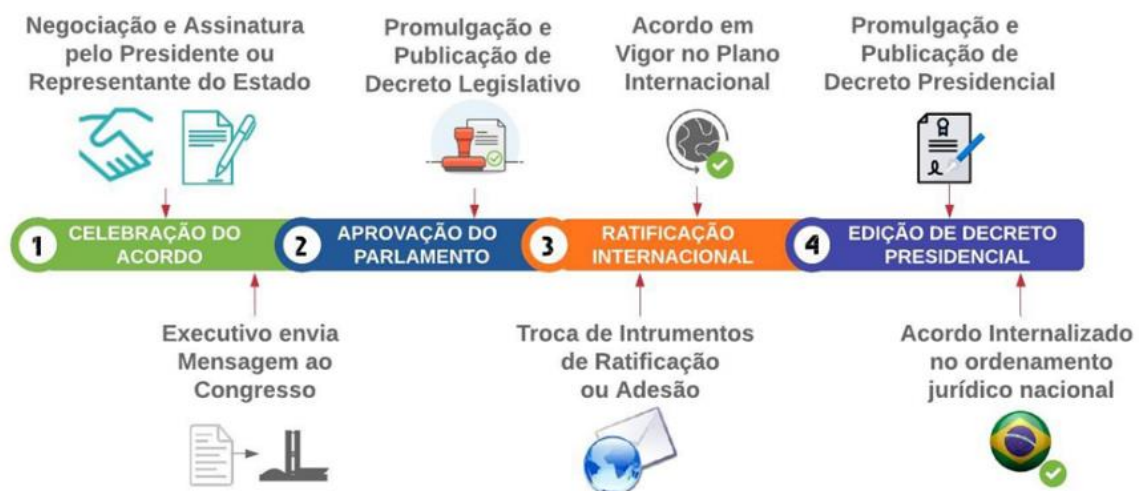 Negociação e Assinatura
pelo Presidente ou
Representante do Estado
Promulgação e
Publicação de
Decreto Legislativo
Acordo em
Vigor no Plano
Internacional
Promulgação e
Publicação de
Decreto Presidencial
1
CELEBRAÇÃO DO
ACORDO
2
APROVAÇÃO DO
PARLAMENTO
3
RATIFICAÇÃO
INTERNACIONAL
4
EDIÇÃO DE DECRETO
PRESIDENCIAL
Executivo envia
Mensagem ao
Congresso
Troca de Intrumentos
de Ratificação
ou Adesão
Acordo Internalizado
no ordenamento
jurídico nacional